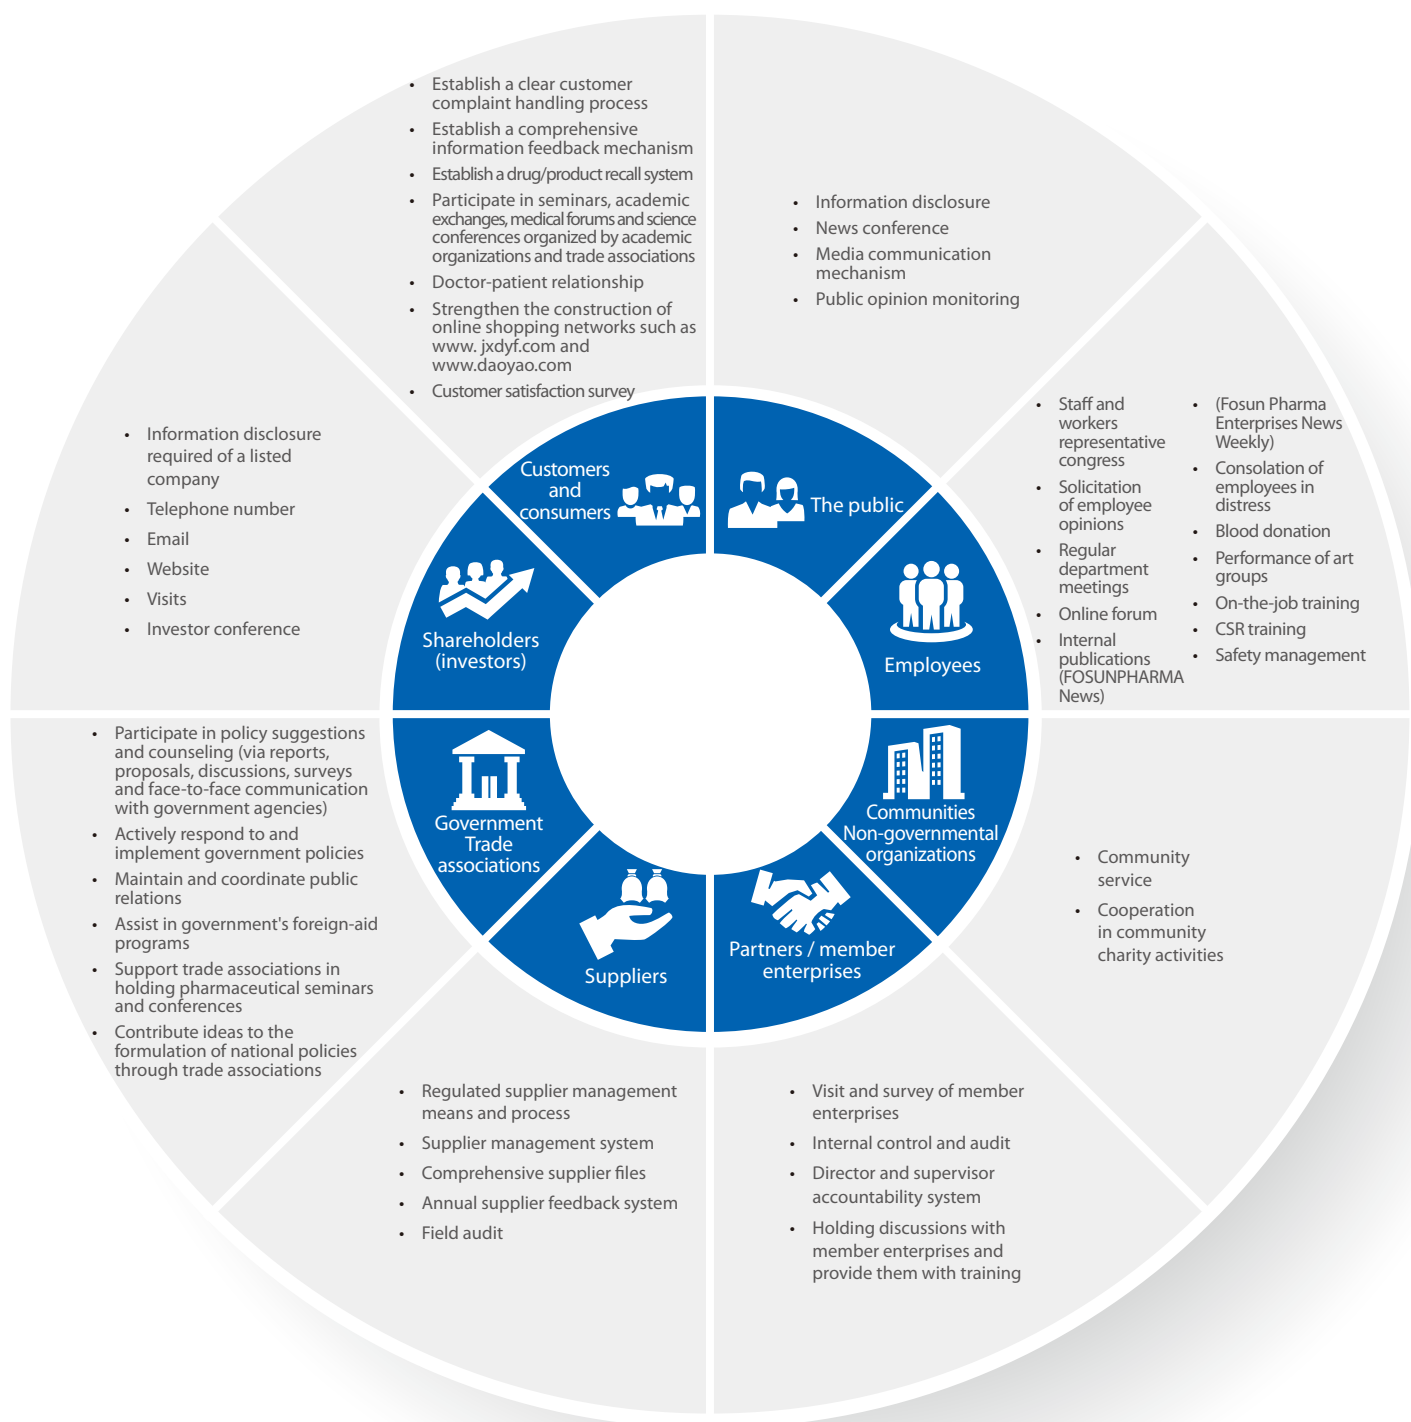 Establish a clear customer
complaint handling process
Establish a comprehensive
information feedback mechanism
Establish a drug/product recall system
Participate in seminars, academic
exchanges, medical forums and science
conferences organized by academic
organizations and trade associations
Doctor-patient relationship
Strengthen the construction of
online shopping networks such as
www. jxdyf.com and
www.daoyao.com
Customer satisfaction survey
Information disclosure
News conference
Media communication
mechanism
Public opinion monitoring
Information disclosure
required of a listed
company
Telephone number
Email
Website
Visits
Investor conference
Staff and
workers
representative
congress
Solicitation
of employee
opinions
Regular
department
meetings
Online forum
Internal
publications
(FOSUNPHARMA
News)
(Fosun Pharma
Enterprises News
Weekly)
Consolation of
employees in
distress
Blood donation
Performance of art
groups
On-the-job training
CSR training
Safety management
Customers
and
consumers
The public
Shareholders
(investors)
Employees
Government
Trade
associations
Communities
Non-governmental
organizations
Suppliers
Partners / member
enterprises
Participate in policy suggestions
and counseling (via reports,
proposals, discussions, surveys
and face-to-face communication
with government agencies)
Actively respond to and
implement government policies
Maintain and coordinate public
relations
Assist in government's foreign-aid
programs
Support trade associations in
holding pharmaceutical seminars
and conferences
Contribute ideas to the
formulation of national policies
through trade associations
Community
service
Cooperation
in community
charity activities
Regulated supplier management
means and process
Supplier management system
Comprehensive supplier files
Annual supplier feedback system
Field audit
Visit and survey of member
enterprises
Internal control and audit
Director and supervisor
accountability system
Holding discussions with
member enterprises and
provide them with training